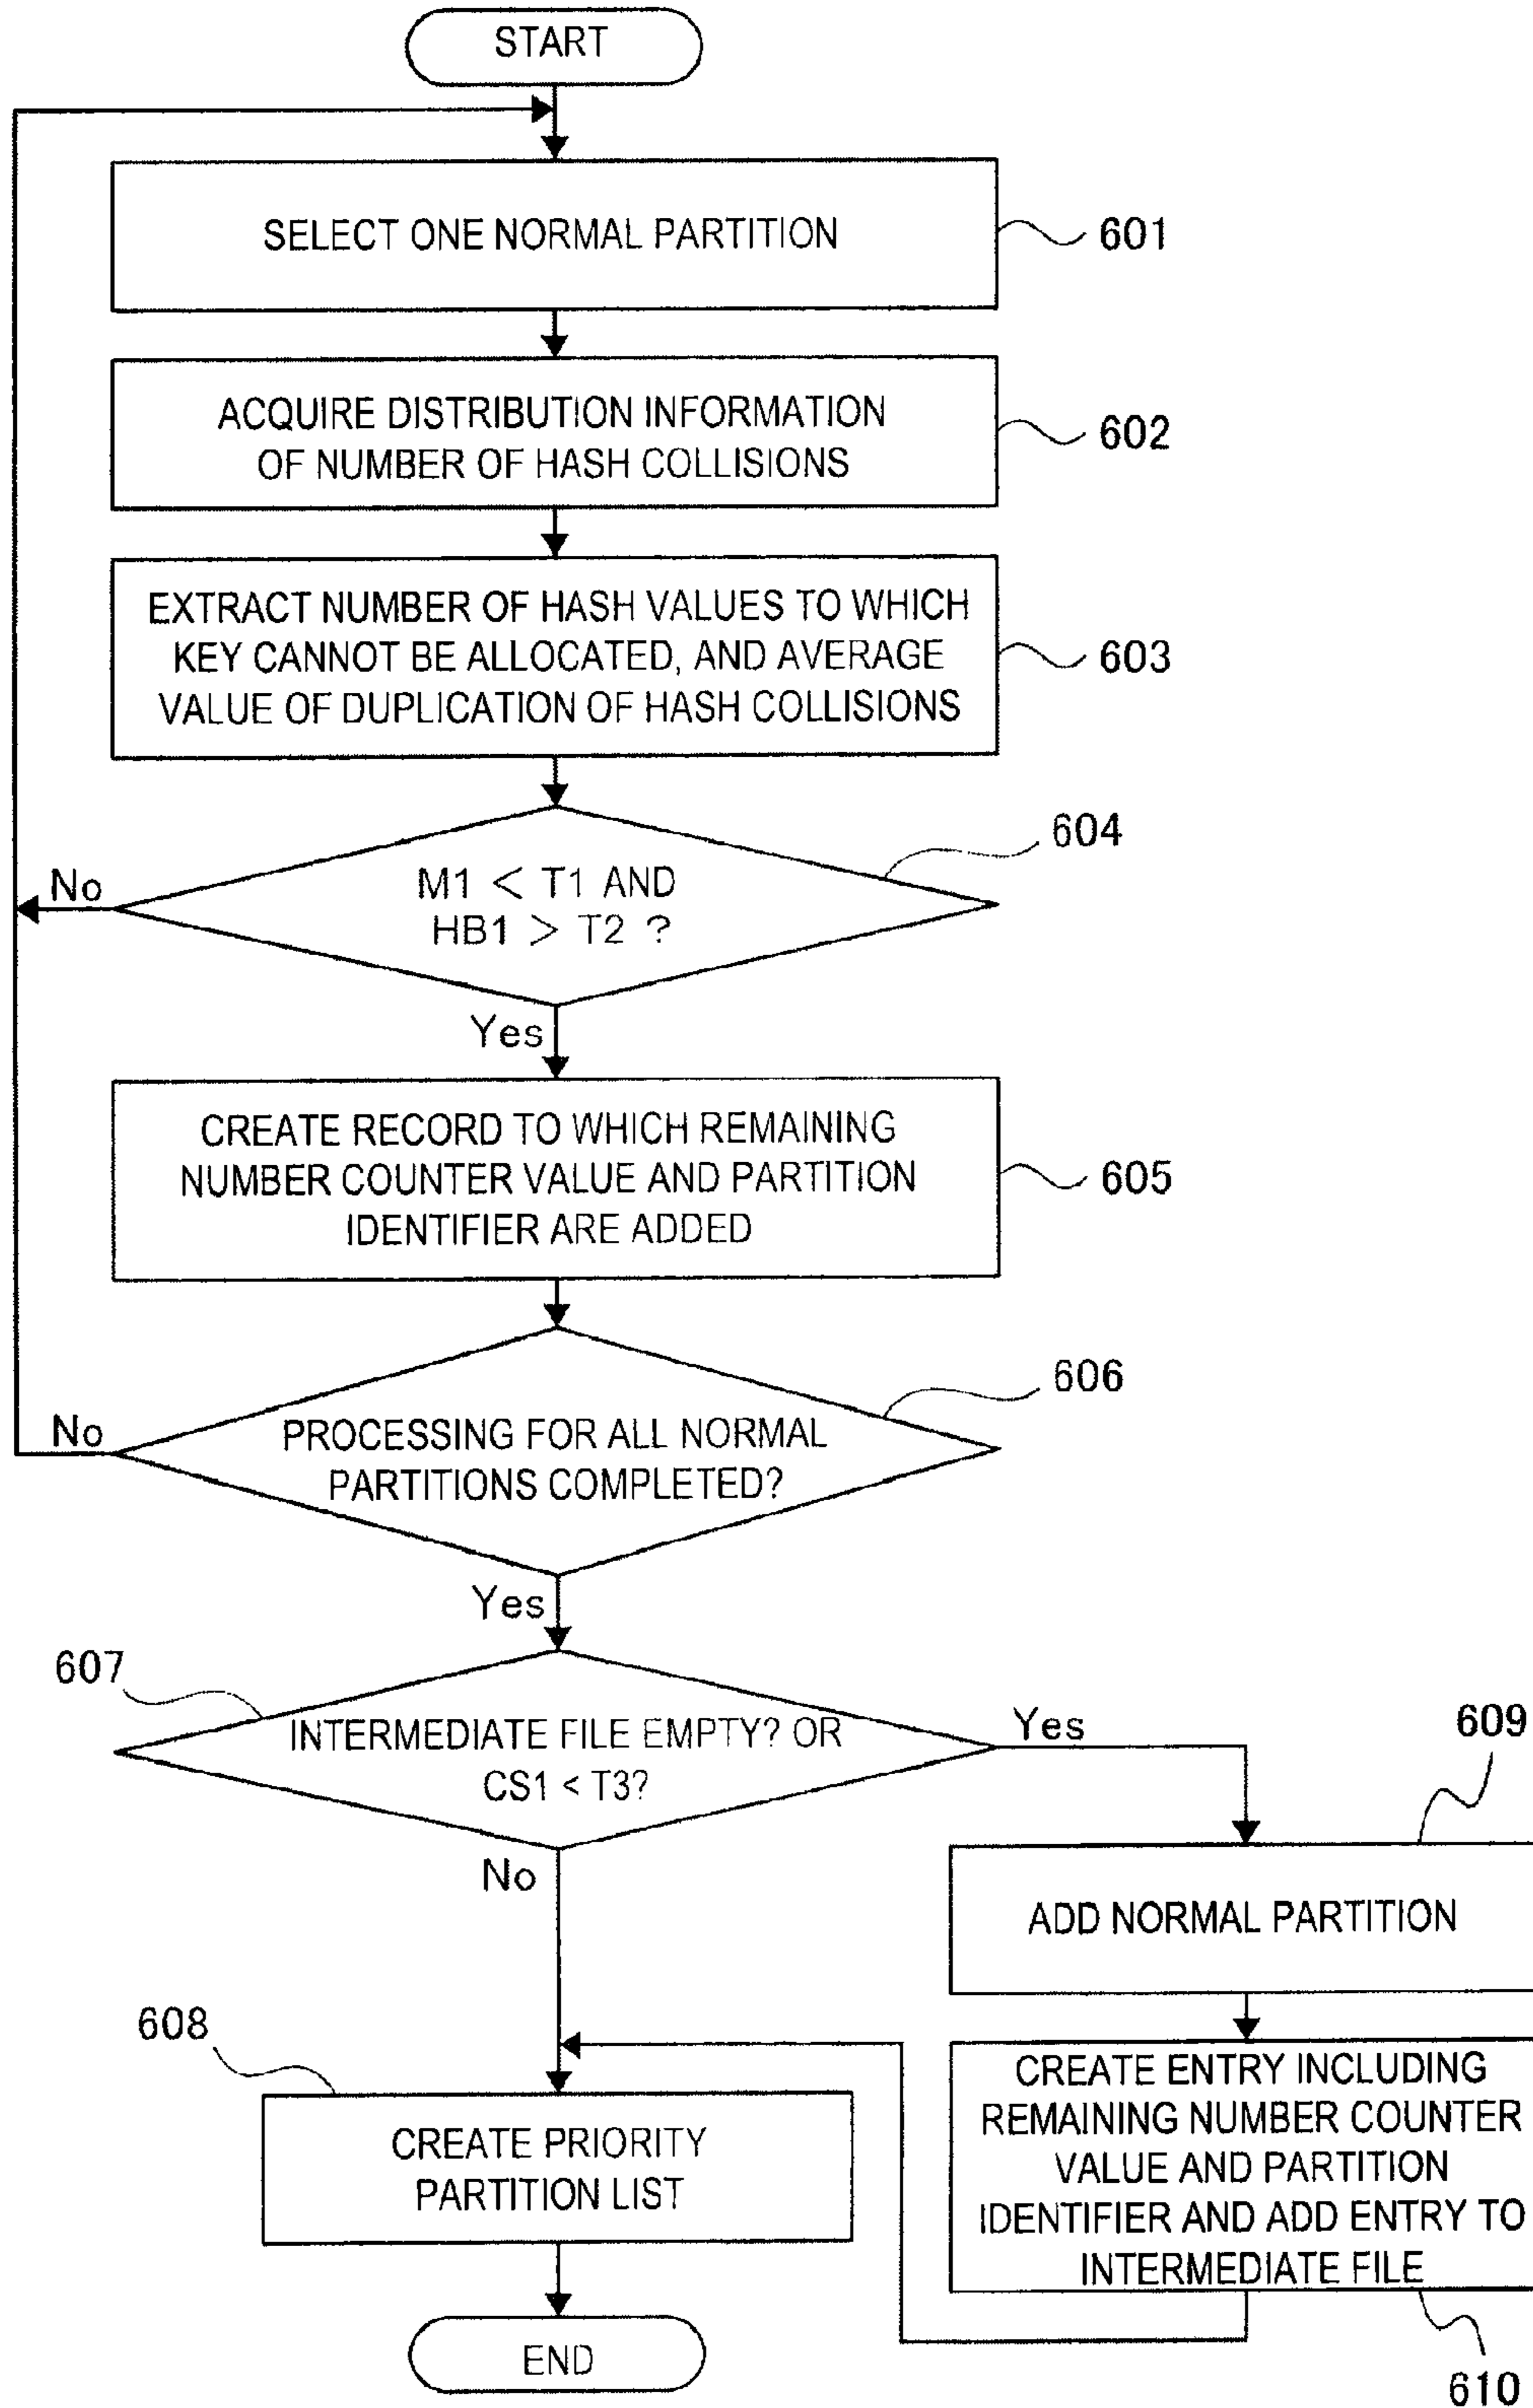 START
SELECT ONE NORMAL PARTITION
601
ACQUIRE DISTRIBUTION INFORMATION
OF NUMBER OF HASH COLLISIONS
602
EXTRACT NUMBER OF HASH VALUES TO WHICH
KEY CANNOT BE ALLOCATED, AND AVERAGE
VALUE OF DUPLICATION OF HASH COLLISIONS
603
604
M1 < T1 AND
HB1 > T2 ?
No
Yes
CREATE RECORD TO WHICH REMAINING
NUMBER COUNTER VALUE AND PARTITION
IDENTIFIER ARE ADDED
605
606
PROCESSING FOR ALL NORMAL
PARTITIONS COMPLETED?
No
Yes
607
INTERMEDIATE FILE EMPTY? OR
CS1 < T3?
Yes
No
609
ADD NORMAL PARTITION
608
CREATE PRIORITY
PARTITION LIST
CREATE ENTRY INCLUDING
REMAINING NUMBER COUNTER
VALUE AND PARTITION
IDENTIFIER AND ADD ENTRY TO
INTERMEDIATE FILE
610
END